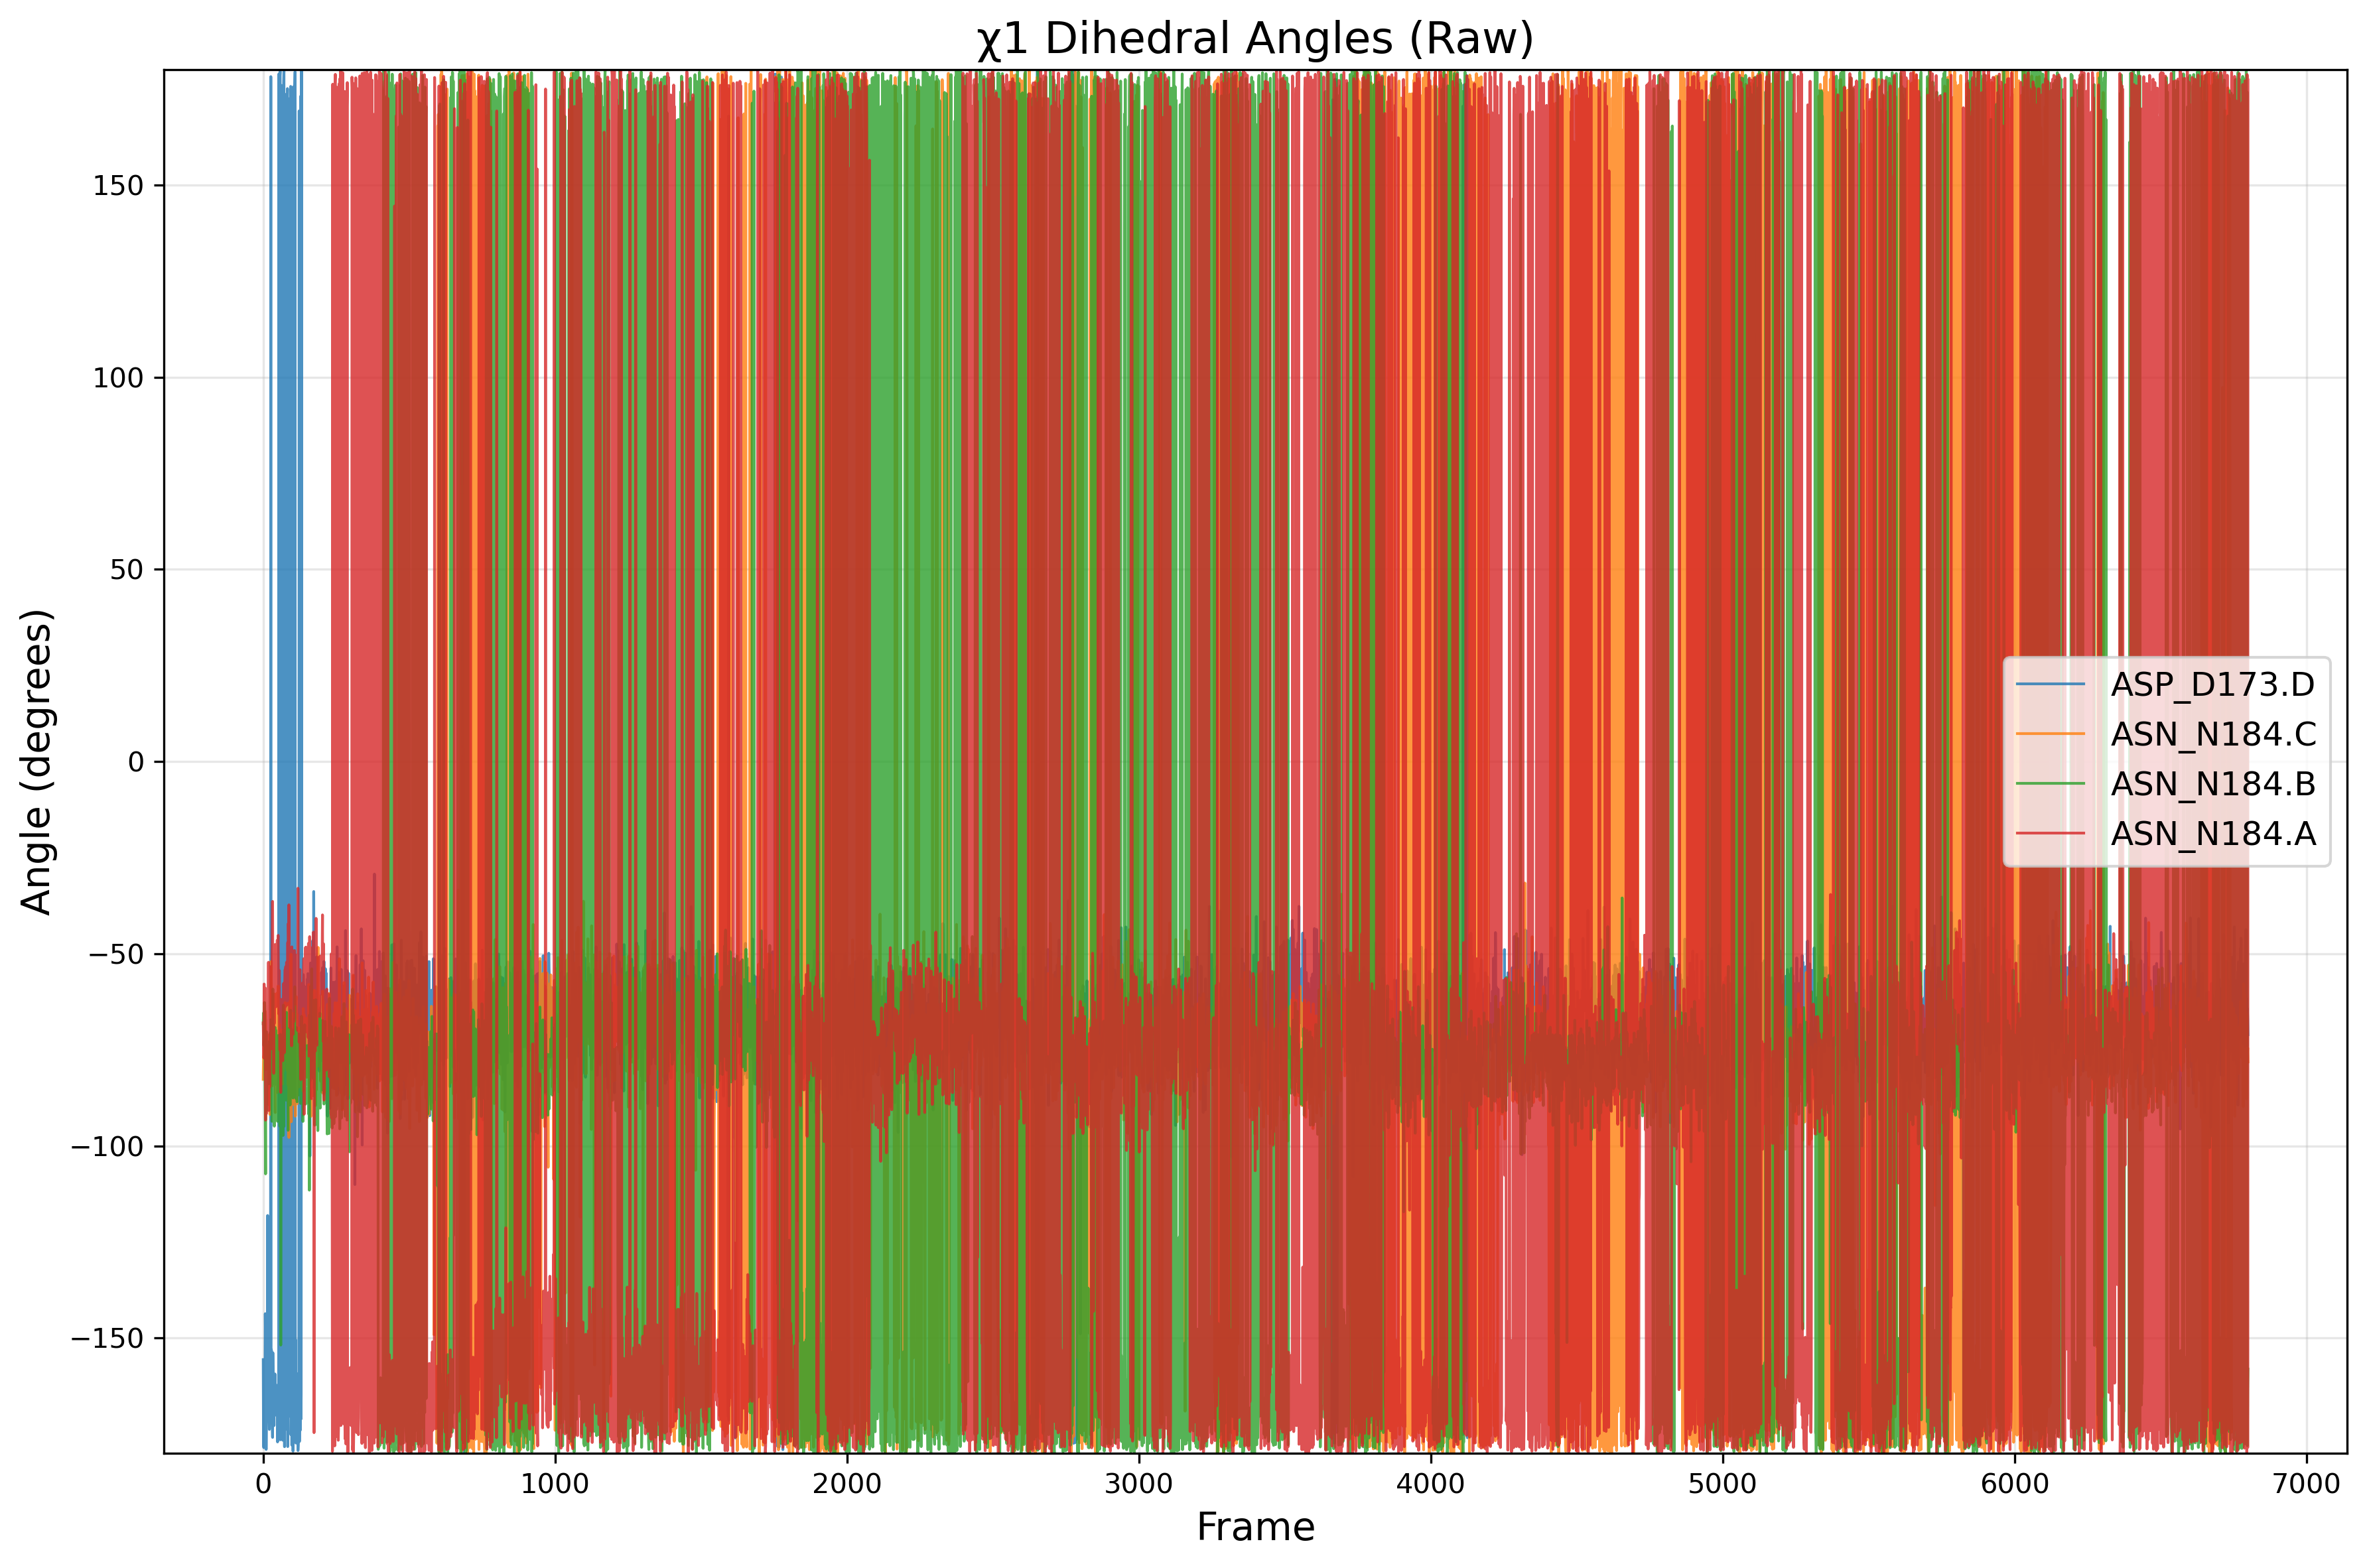 χ1 Dihedral Angles (Raw)
Angle (degrees)
150
100
50
0
−50
−100
−150
ASP_D173.D
ASN_N184.C
ASN_N184.B
ASN_N184.A
0 1000 2000 3000 4000 5000 6000 7000
Frame